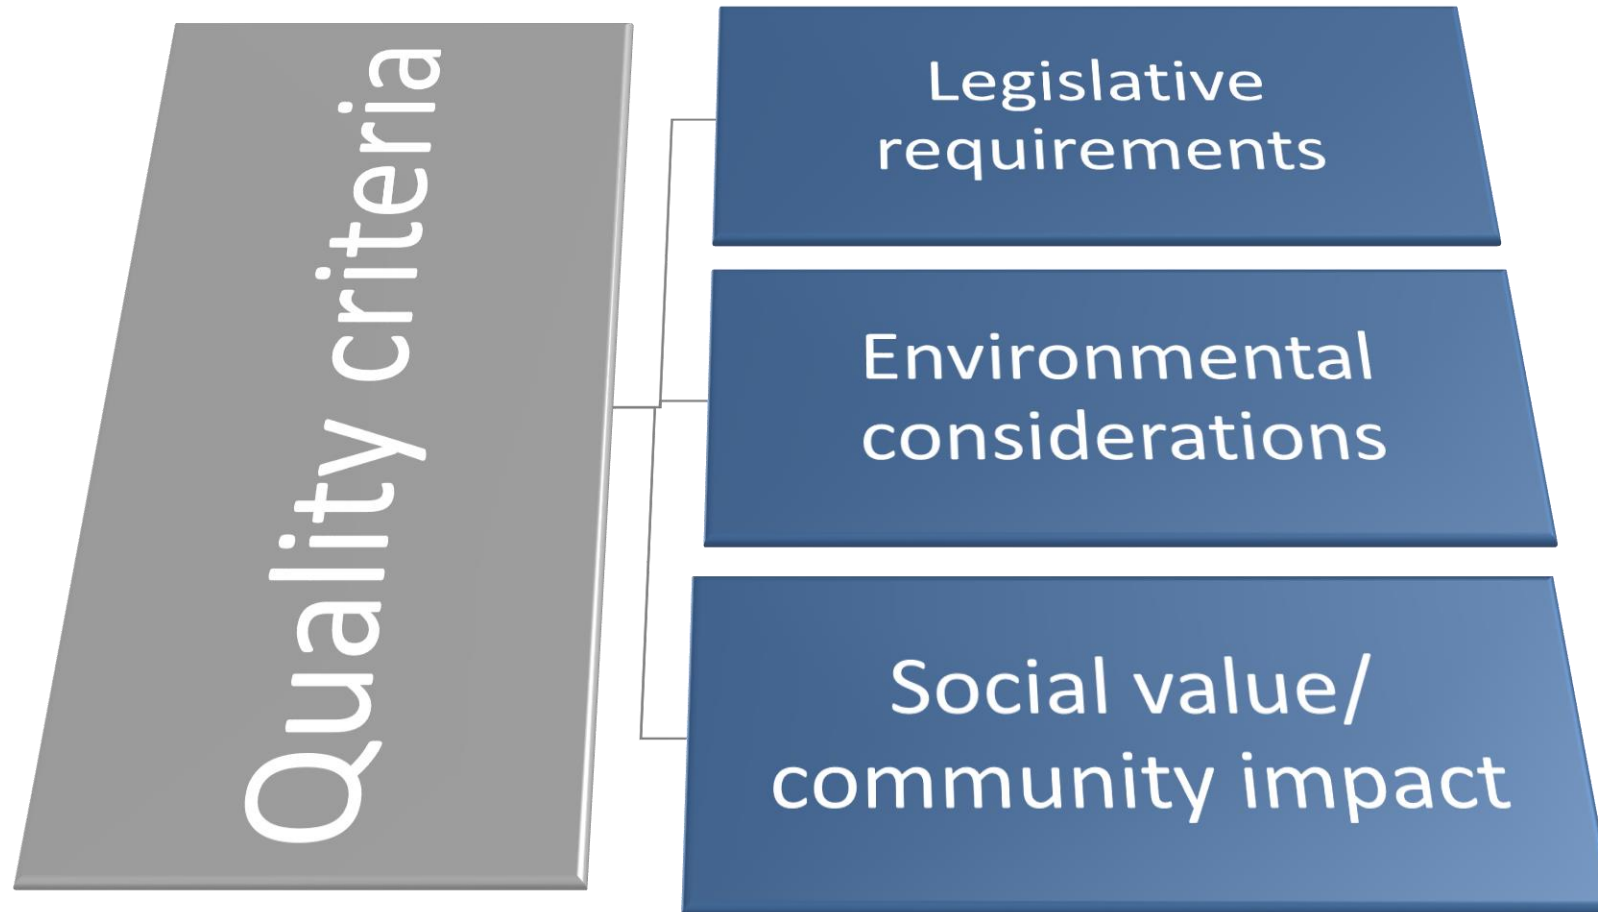 Quality criteria
Legislative
requirements
Environmental
considerations
Social value/
community impact